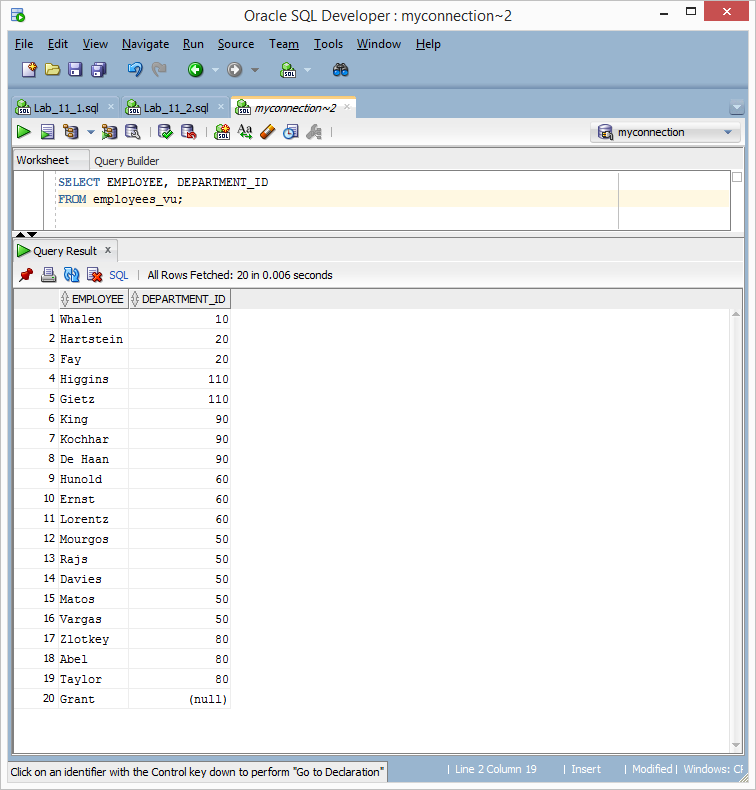 Oracle SQL Developer : myconnection~2
File Edit View Navigate Run Source Team Tools Window Help
Lab_11_1.sql Lab_11_2.sql myconnection~2
myconnection
Worksheet Query Builder
SELECT EMPLOYEE, DEPARTMENT_ID
FROM employees_vu;
Query Result x
SQL | All Rows Fetched: 20 in 0.006 seconds
EMPLOYEE DEPARTMENT_ID
1 Whalen 10
2 Hartstein 20
3 Fay 20
4 Higgins 110
5 Gietz 110
6 King 90
7 Kochhar 90
8 De Haan 90
9 Hunold 60
10 Ernst 60
11 Lorentz 60
12 Mourgos 50
13 Rajs 50
14 Davies 50
15 Matos 50
16 Vargas 50
17 Zlotkey 80
18 Abel 80
19 Taylor 80
20 Grant (null)
Click on an identifier with the Control key down to perform "Go to Declaration" | Line 2 Column 19 | Insert | Modified | Windows: CR